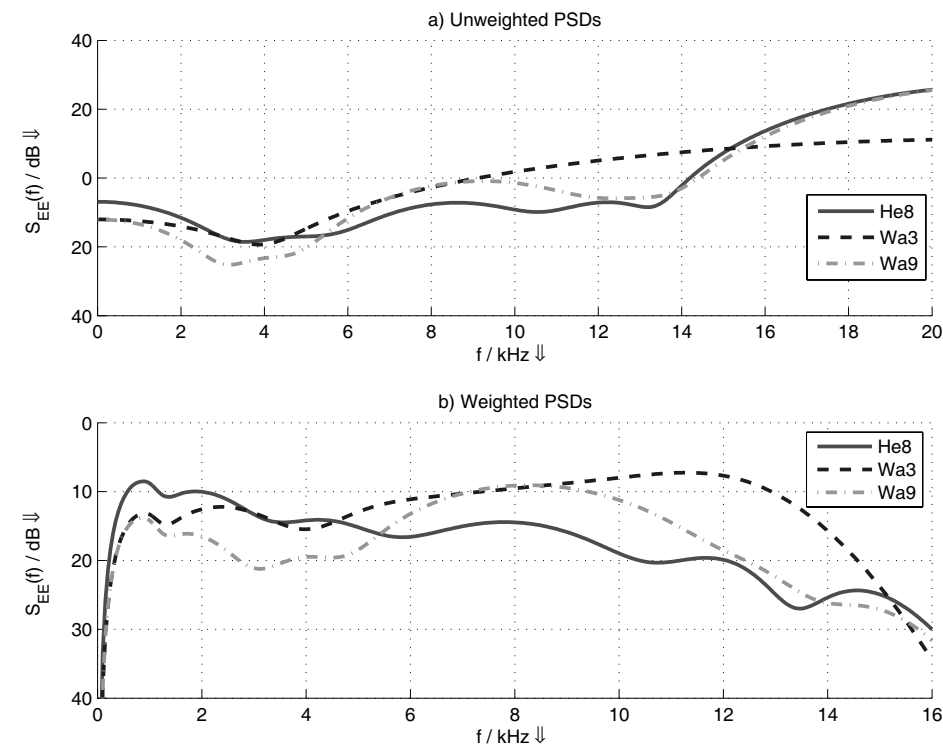 a) Unweighted PSDs
40
20
0
20
40
S_EE(f) / dB ⇓
He8
Wa3
Wa9
0 2 4 6 8 10 12 14 16 18 20
f / kHz ⇓
b) Weighted PSDs
0
10
20
30
40
S_EE(f) / dB ⇓
He8
Wa3
Wa9
0 2 4 6 8 10 12 14 16
f / kHz ⇓